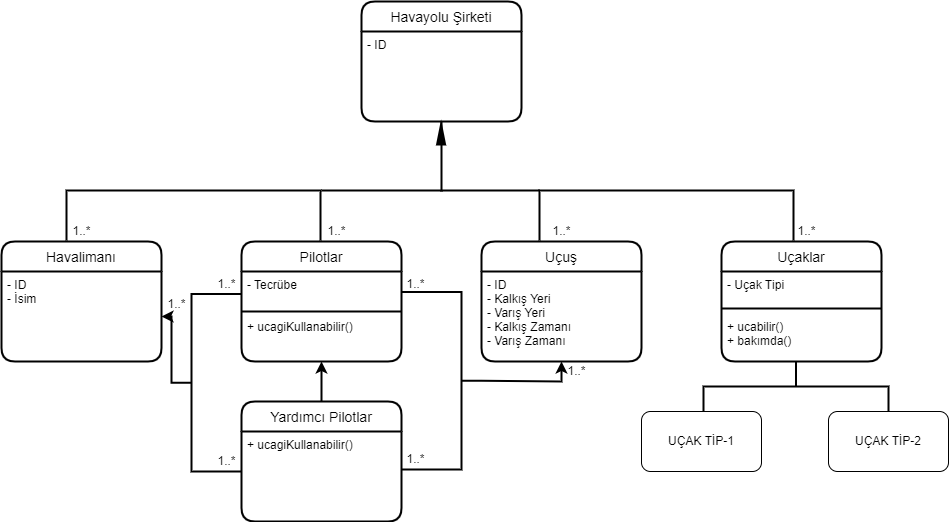 Havayolu Şirketi
- ID
1..*
1..*
1..*
1..*
Havalimanı
- ID
- İsim
Pilotlar
- Tecrübe
+ ucagiKullanabilir()
Uçuş
- ID
- Kalkış Yeri
- Varış Yeri
- Kalkış Zamanı
- Varış Zamanı
Uçaklar
- Uçak Tipi
+ ucabilir()
+ bakımda()
1..*
1..*
1..*
1..*
Yardımcı Pilotlar
+ ucagiKullanabilir()
1..*
1..*
UÇAK TİP-1
UÇAK TİP-2